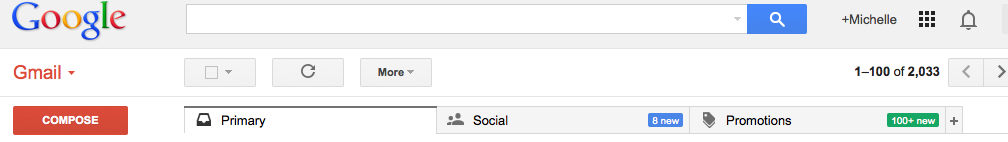 Google
+Michelle
Gmail
More
1–100 of 2,033
COMPOSE
Primary
Social
8 new
Promotions
100+ new
+